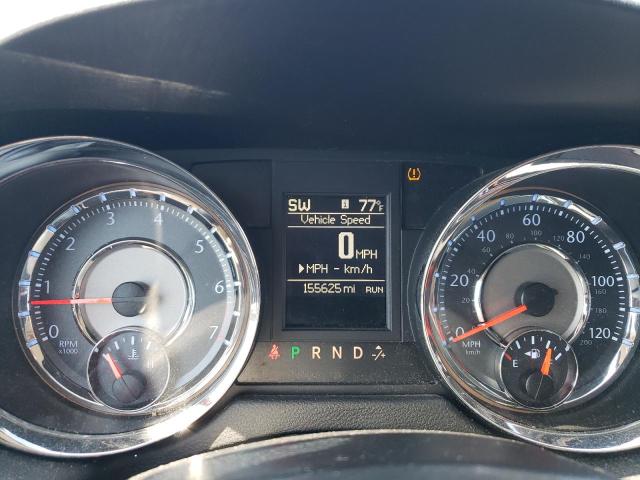 SW i 77°F
Vehicle Speed
0 MPH
▶MPH - km/h
155625 mi RUN
P R N D
0 1 2 3 4 5 6 7
RPM
x1000
H
0 20 40 60 80 100 120
MPH
km/h
E